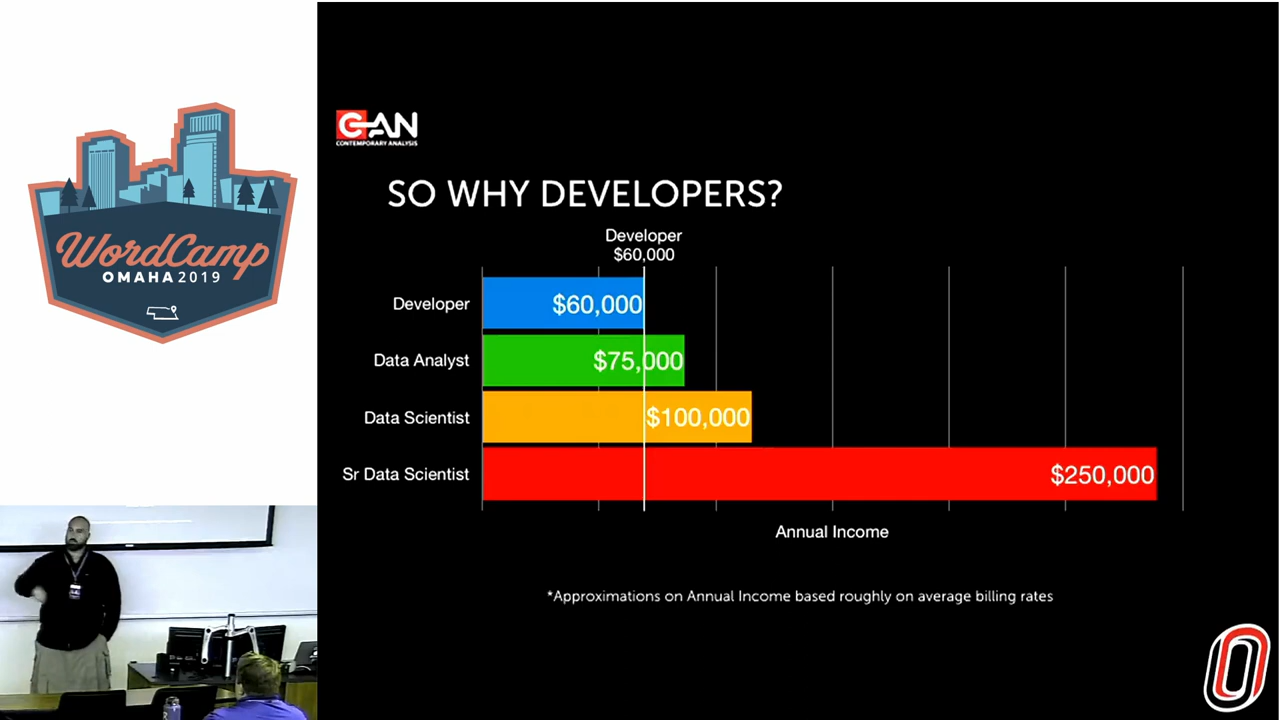 WordCamp
OMAHA 2019
CAN
CONTEMPORARY ANALYSIS
SO WHY DEVELOPERS?
Developer
$60,000
Developer
$60,000
Data Analyst
$75,000
Data Scientist
$100,000
Sr Data Scientist
$250,000
Annual Income
*Approximations on Annual Income based roughly on average billing rates
O